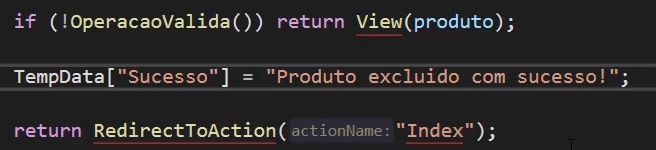 if (!OperacaoValida()) return View(produto);
TempData["Sucesso"] = "Produto excluido com sucesso!";
return RedirectToAction(actionName:"Index");